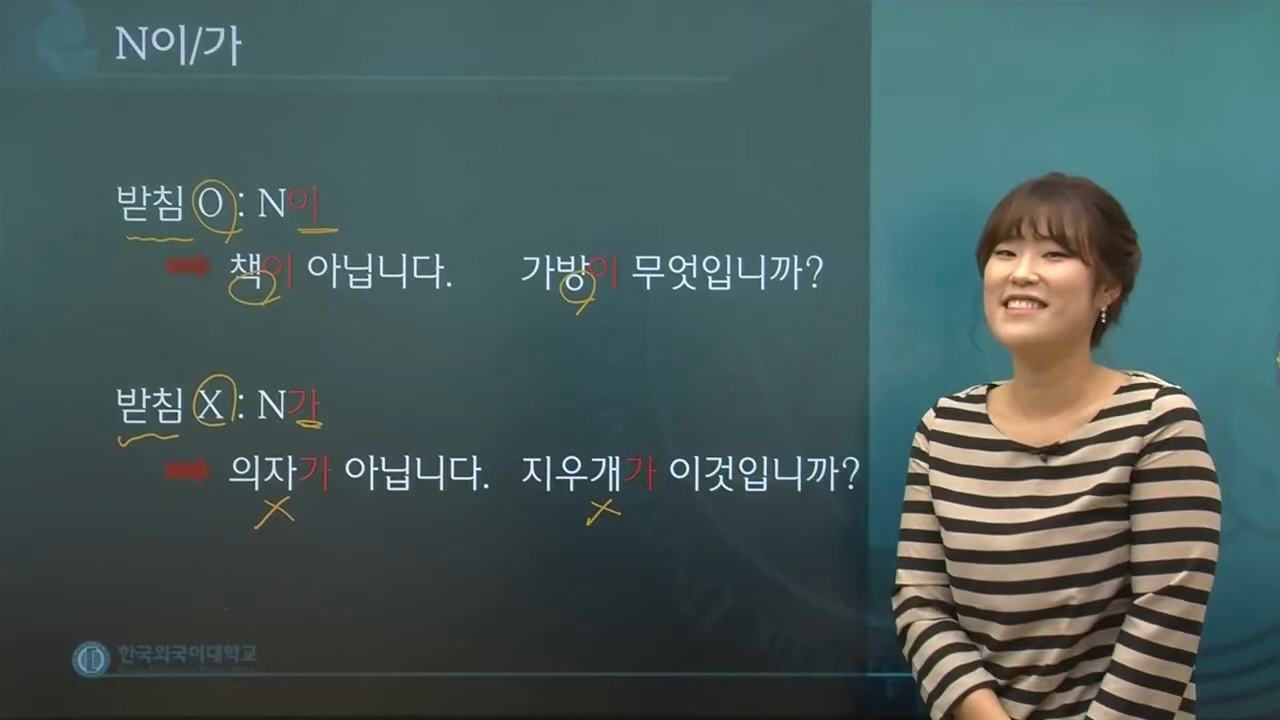 N이/가
받침 O : N이
책이 아닙니다. 가방이 무엇입니까?
받침 X : N가
의자가 아닙니다. 지우개가 이것입니까?
한국외국어대학교